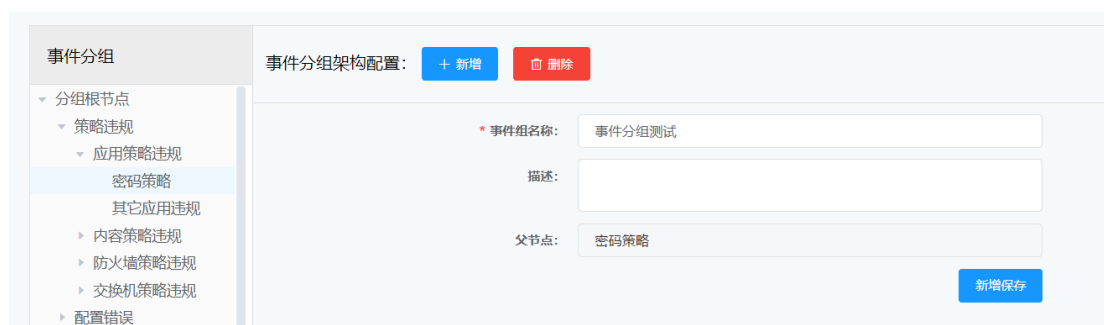 事件分组
事件分组架构配置：
+ 新增
删除
分组根节点
策略违规
应用策略违规
密码策略
其它应用违规
内容策略违规
防火墙策略违规
交换机策略违规
配置错误
* 事件组名称：
事件分组测试
描述：
父节点：
密码策略
新增保存